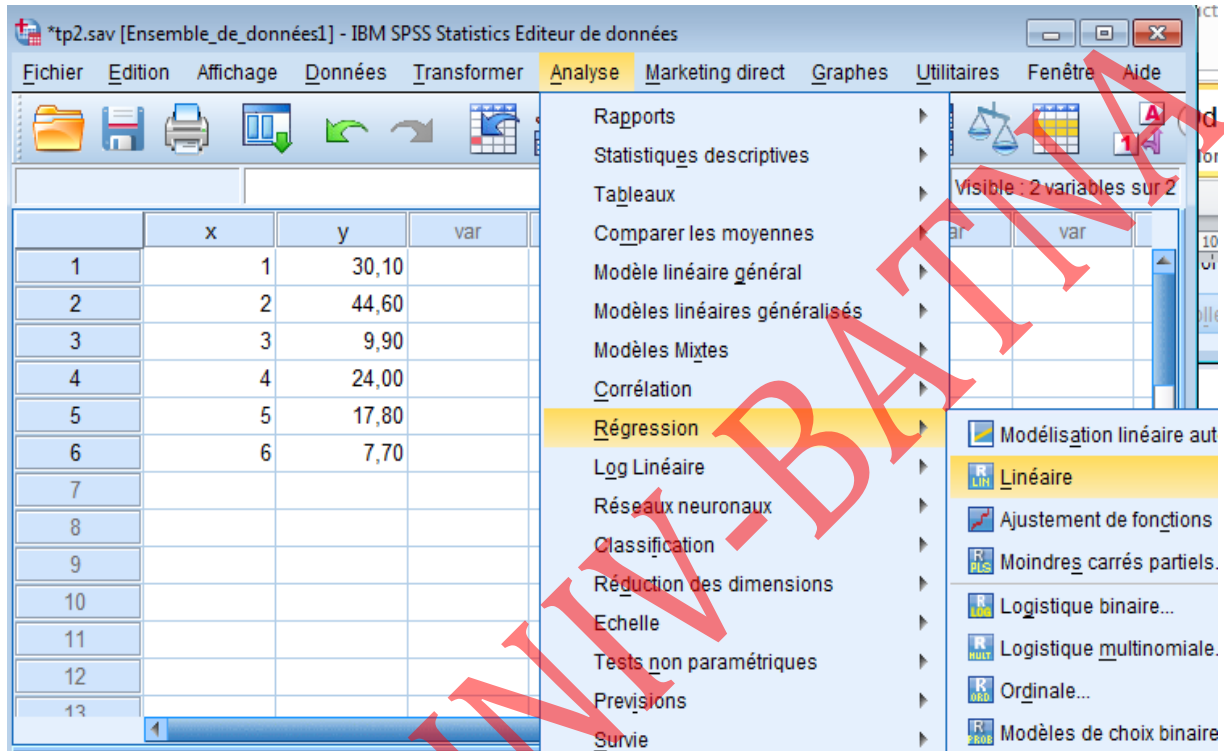 *tp2.sav [Ensemble_de_données1] - IBM SPSS Statistics Editeur de données
Fichier Edition Affichage Données Transformer Analyse Marketing direct Graphes Utilitaires Fenêtre Aide
Visible : 2 variables sur 2
x y var var
1 1 30,10
2 2 44,60
3 3 9,90
4 4 24,00
5 5 17,80
6 6 7,70
7
8
9
10
11
12
13
Rapports
Statistiques descriptives
Tableaux
Comparer les moyennes
Modèle linéaire général
Modèles linéaires généralisés
Modèles Mixtes
Corrélation
Régression
Log Linéaire
Réseaux neuronaux
Classification
Réduction des dimensions
Echelle
Tests non paramétriques
Previsions
Survie
Modélisation linéaire aut
Linéaire
Ajustement de fonctions
Moindres carrés partiels.
Logistique binaire...
Logistique multinomiale.
Ordinale...
Modèles de choix binaire
NIV-BATNA